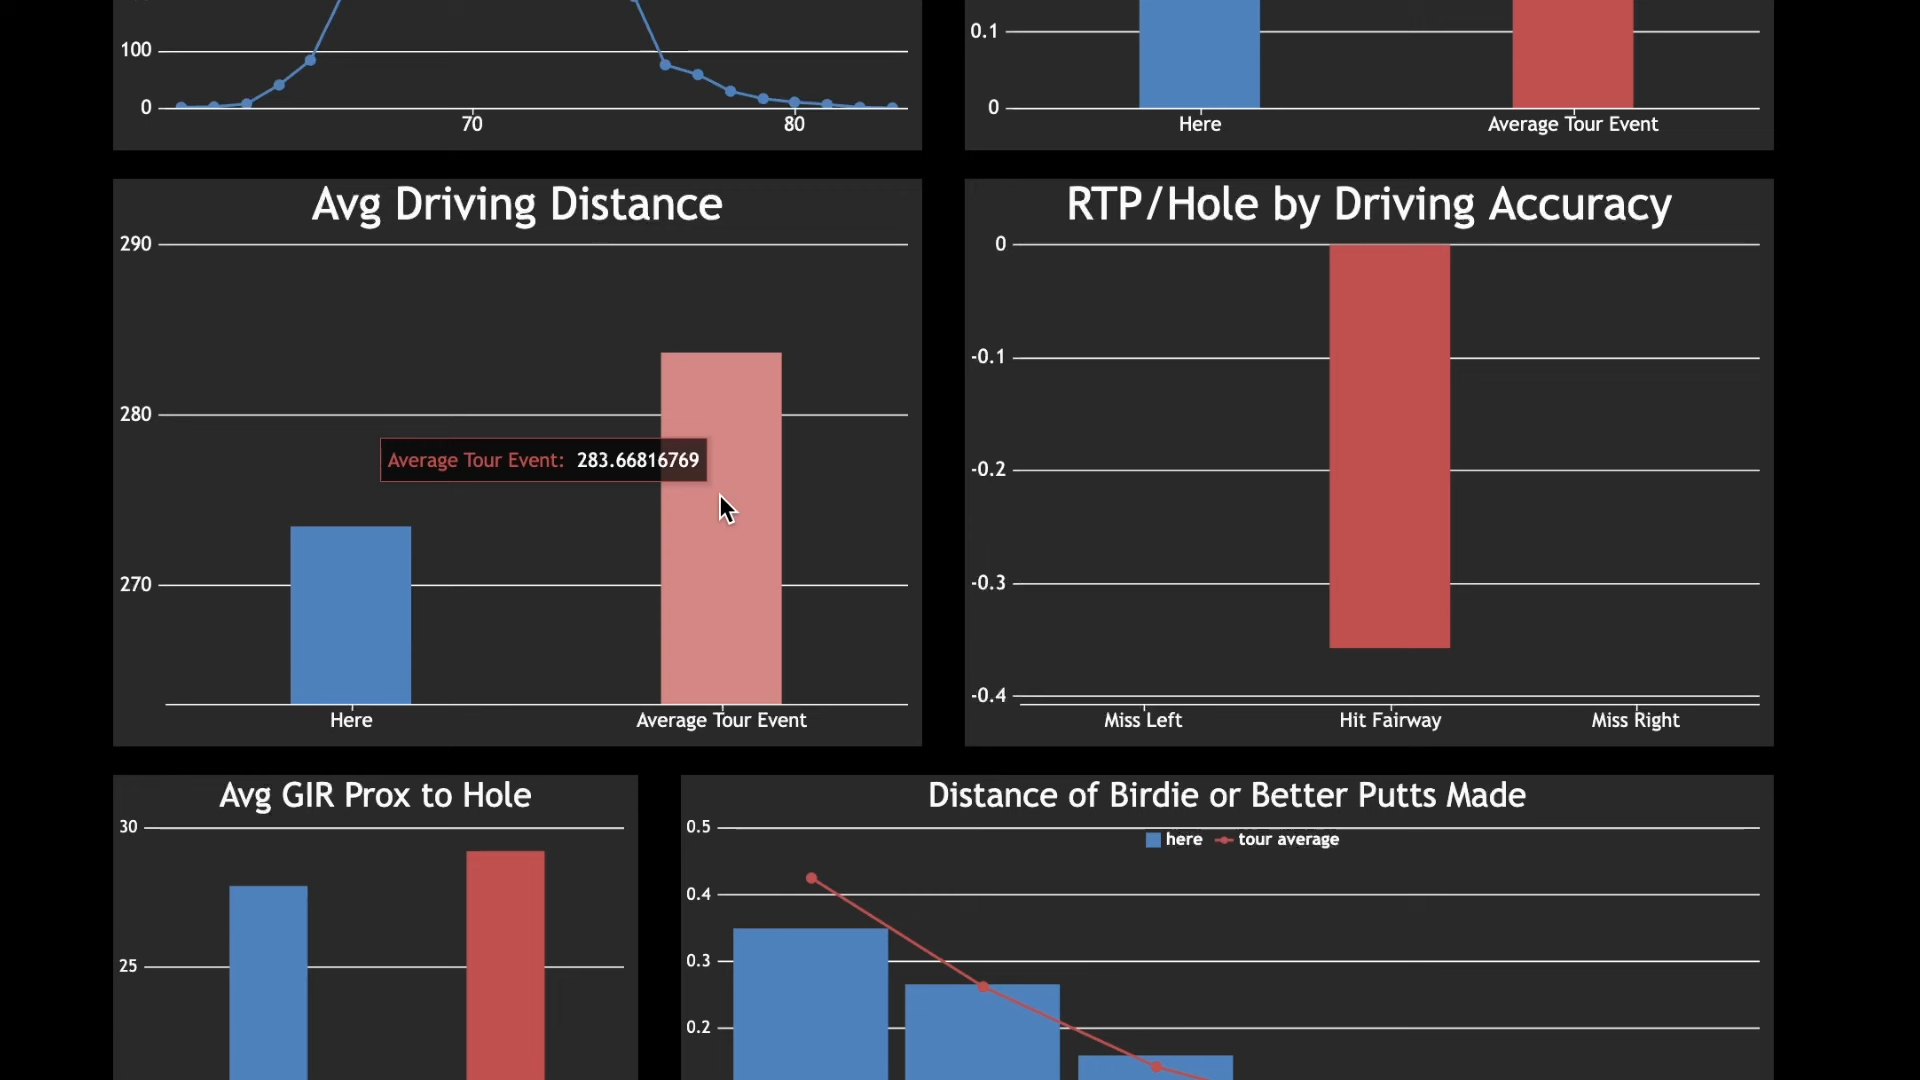 100
0
70
80
0.1
0
Here
Average Tour Event
Avg Driving Distance
290
280
270
Average Tour Event: 283.66816769
Here
Average Tour Event
RTP/Hole by Driving Accuracy
0
-0.1
-0.2
-0.3
-0.4
Miss Left
Hit Fairway
Miss Right
Avg GIR Prox to Hole
30
25
Distance of Birdie or Better Putts Made
here
tour average
0.5
0.4
0.3
0.2